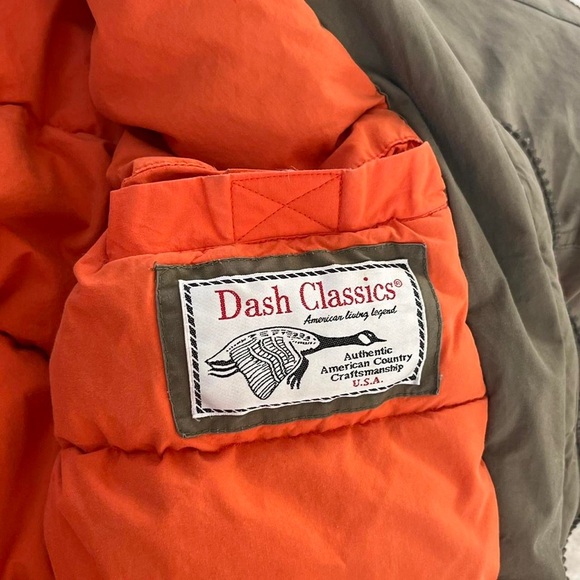 Dash Classics®
American living legend
Authentic
American Country
Craftsmanship
U.S.A.